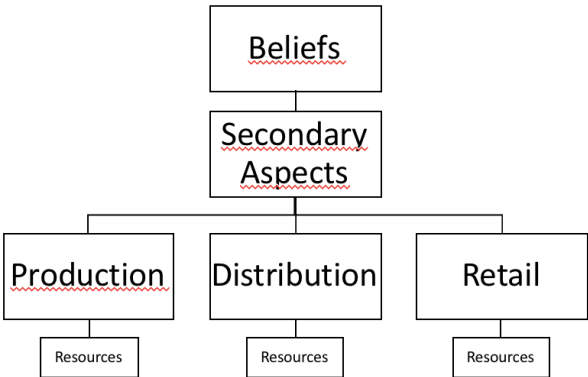 Beliefs
Secondary
Aspects
Production
Distribution
Retail
Resources
Resources
Resources